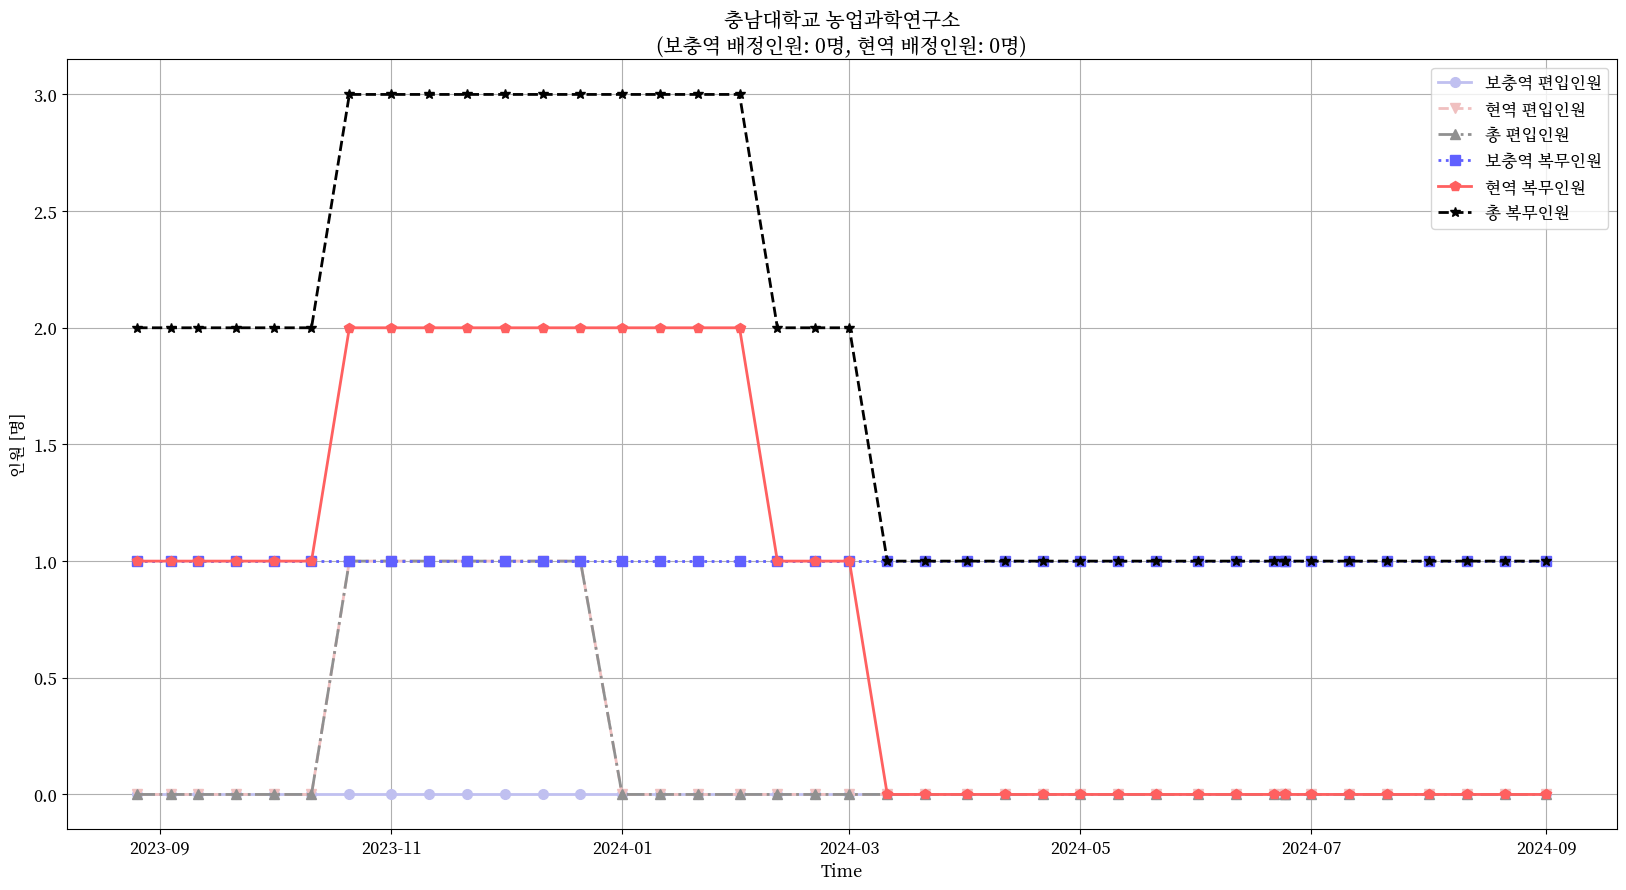 충남대학교 농업과학연구소
(보충역 배정인원: 0명, 현역 배정인원: 0명)
보충역 편입인원
현역 편입인원
총 편입인원
보충역 복무인원
현역 복무인원
총 복무인원
인원 [명]
3.0
2.5
2.0
1.5
1.0
0.5
0.0
2023-09
2023-11
2024-01
2024-03
2024-05
2024-07
2024-09
Time